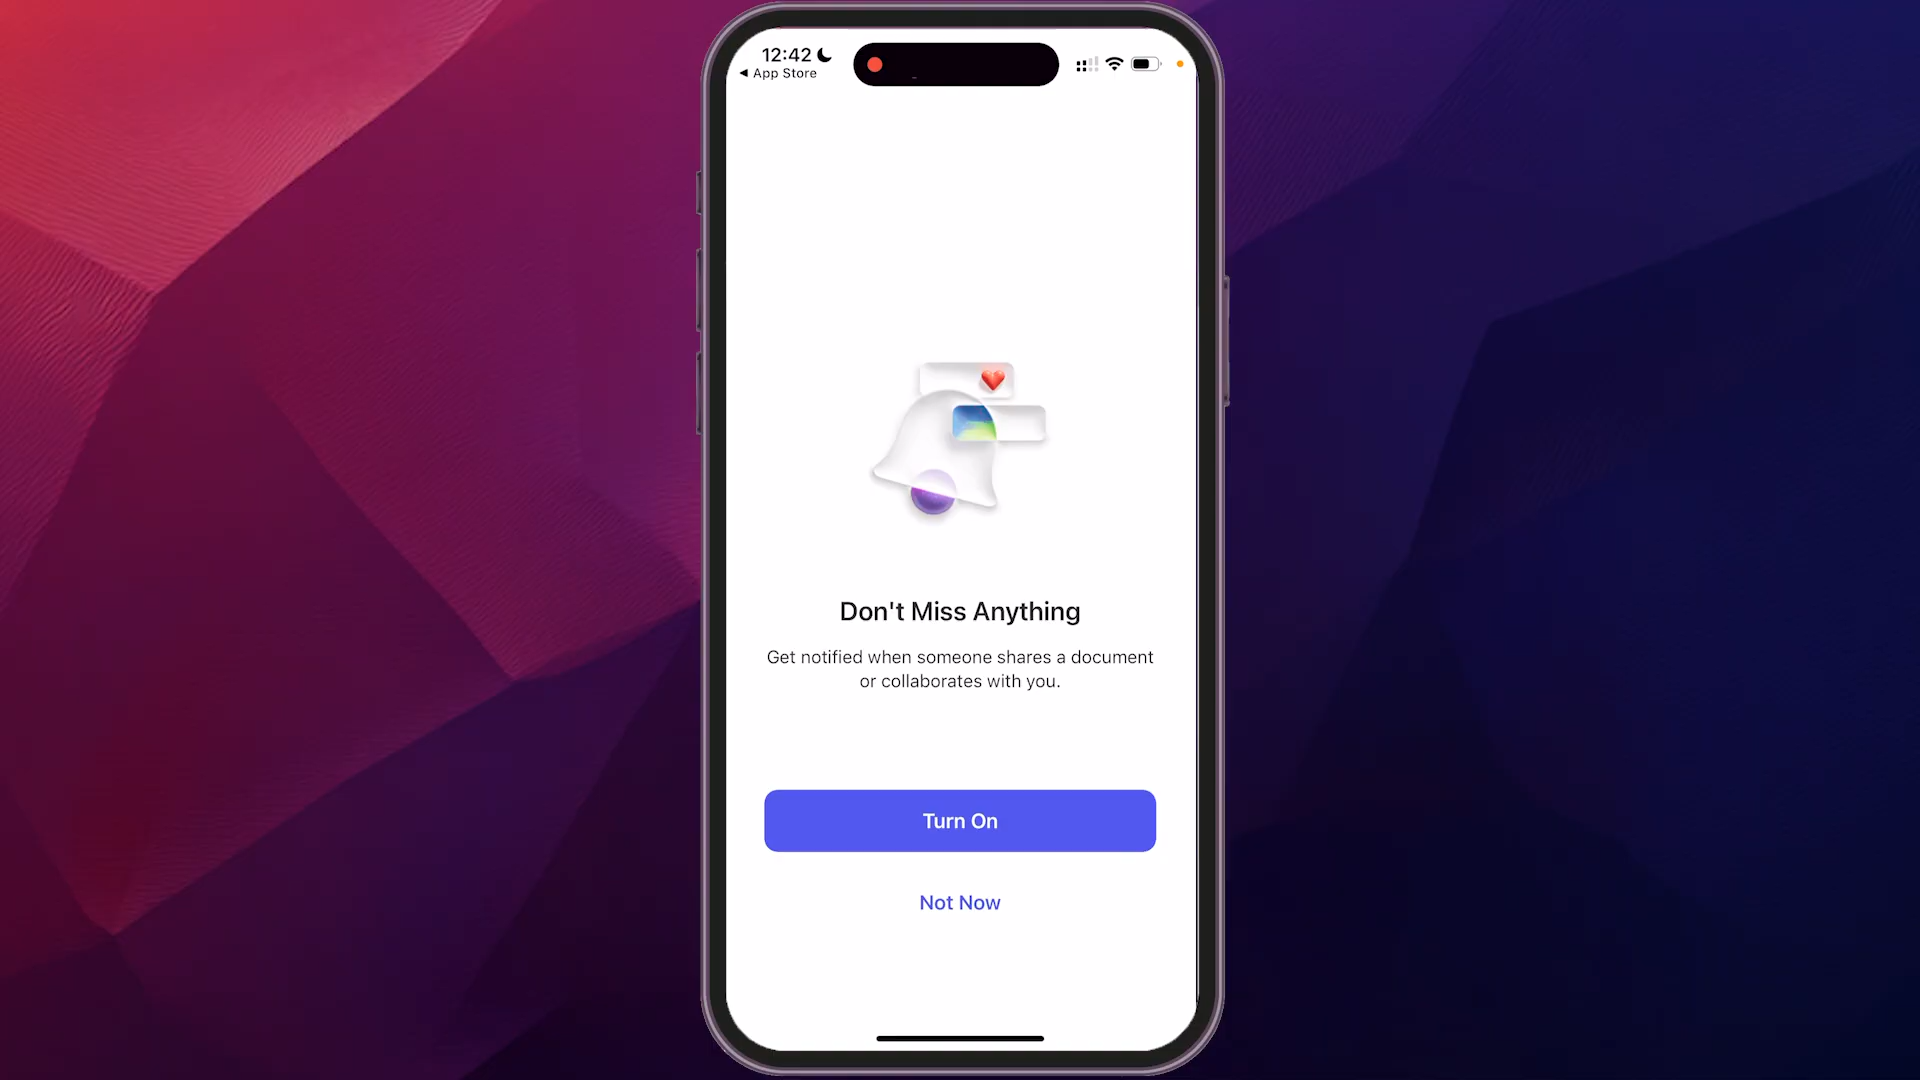 12:42
◀ App Store
Don't Miss Anything
Get notified when someone shares a document
or collaborates with you.
Turn On
Not Now